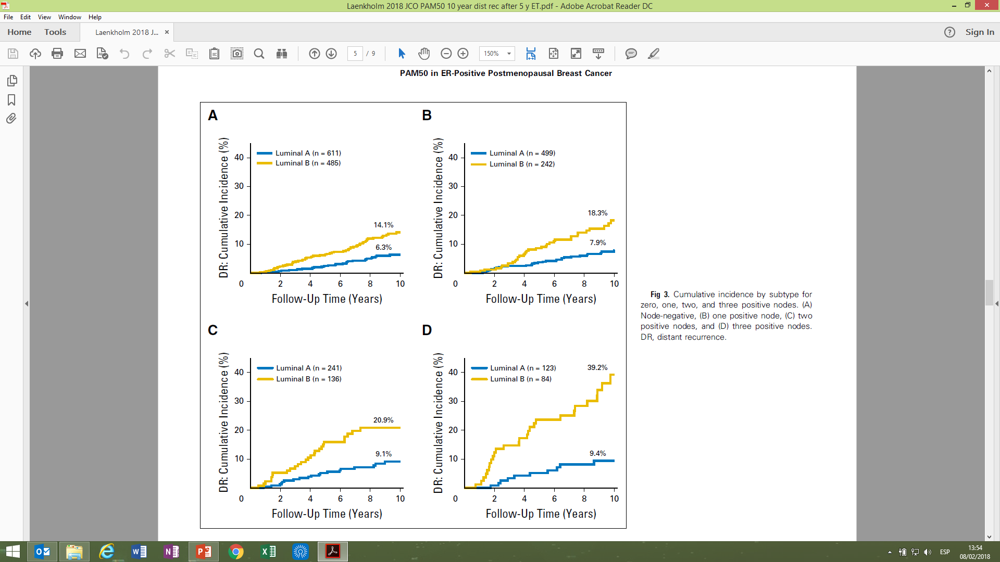 Laenkholm 2018 JCO PAM50 10 year dist rec after 5 y ET.pdf - Adobe Acrobat Reader DC
File Edit View Window Help
Home Tools Laenkholm 2018 J... × Sign In
5 / 9 150%
PAM50 in ER-Positive Postmenopausal Breast Cancer
A
DR: Cumulative Incidence (%)
40
30
20
10
0 2 4 6 8 10
Luminal A (n = 611)
Luminal B (n = 485)
14.1%
6.3%
Follow-Up Time (Years)
B
DR: Cumulative Incidence (%)
40
30
20
10
0 2 4 6 8 10
Luminal A (n = 499)
Luminal B (n = 242)
18.3%
7.9%
Follow-Up Time (Years)
C
DR: Cumulative Incidence (%)
40
30
20
10
0 2 4 6 8 10
Luminal A (n = 241)
Luminal B (n = 136)
20.9%
9.1%
Follow-Up Time (Years)
D
DR: Cumulative Incidence (%)
40
30
20
10
0 2 4 6 8 10
Luminal A (n = 123)
Luminal B (n = 84)
39.2%
9.4%
Follow-Up Time (Years)
Fig 3. Cumulative incidence by subtype for
zero, one, two, and three positive nodes. (A)
Node-negative, (B) one positive node, (C) two
positive nodes, and (D) three positive nodes.
DR, distant recurrence.
ESP
13:54
08/02/2018